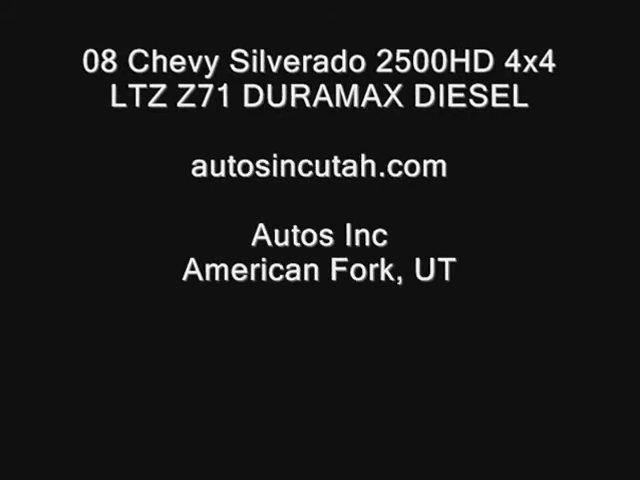 08 Chevy Silverado 2500HD 4x4
LTZ Z71 DURAMAX DIESEL
autosincutah.com
Autos Inc
American Fork, UT